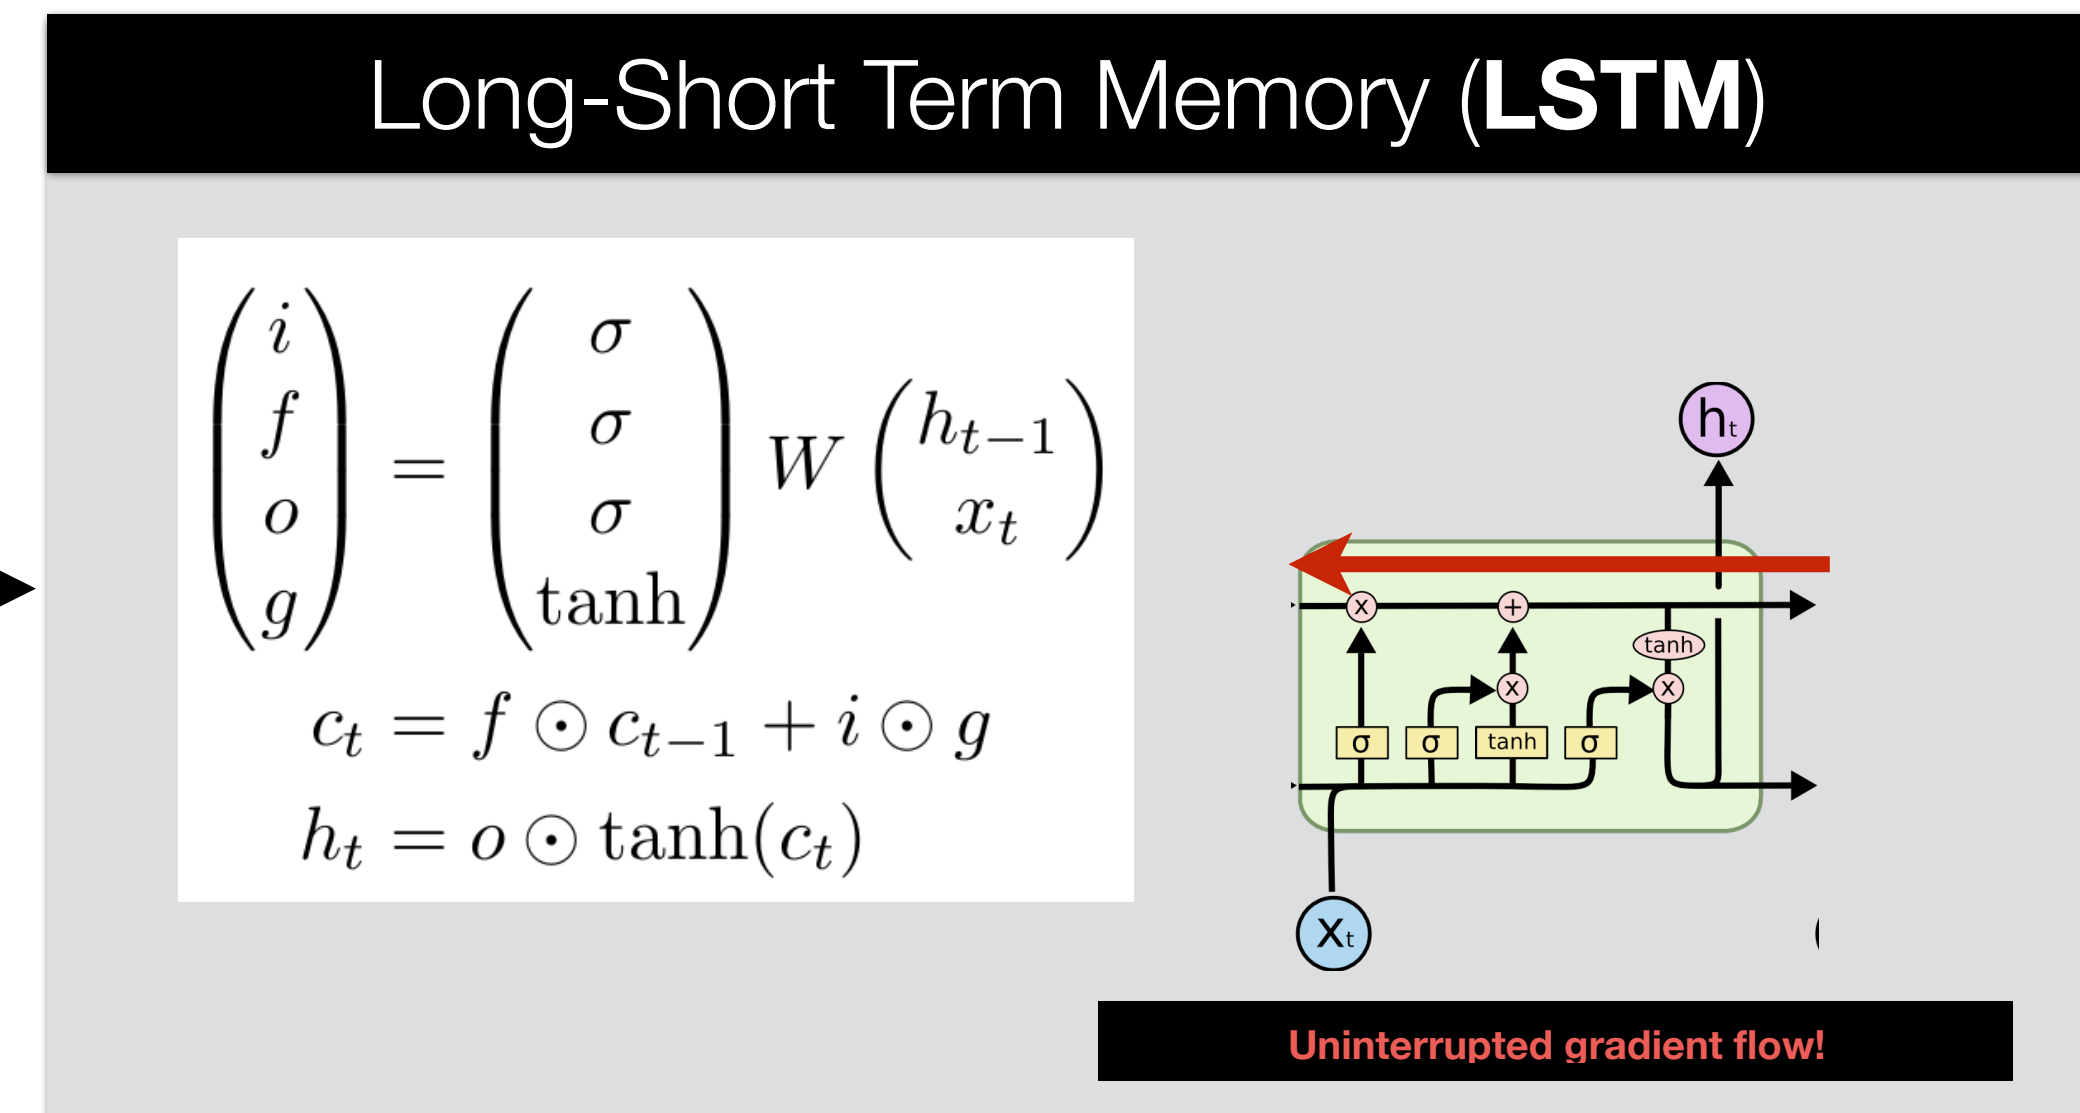 Long-Short Term Memory (LSTM)
i
f
o
g
=
σ
σ
σ
tanh
W
h_{t-1}
x_t
c_t = f ⊙ c_{t-1} + i ⊙ g
h_t = o ⊙ tanh(c_t)
h_t
x +
tanh
x x
σ σ tanh σ
X_t
Uninterrupted gradient flow!